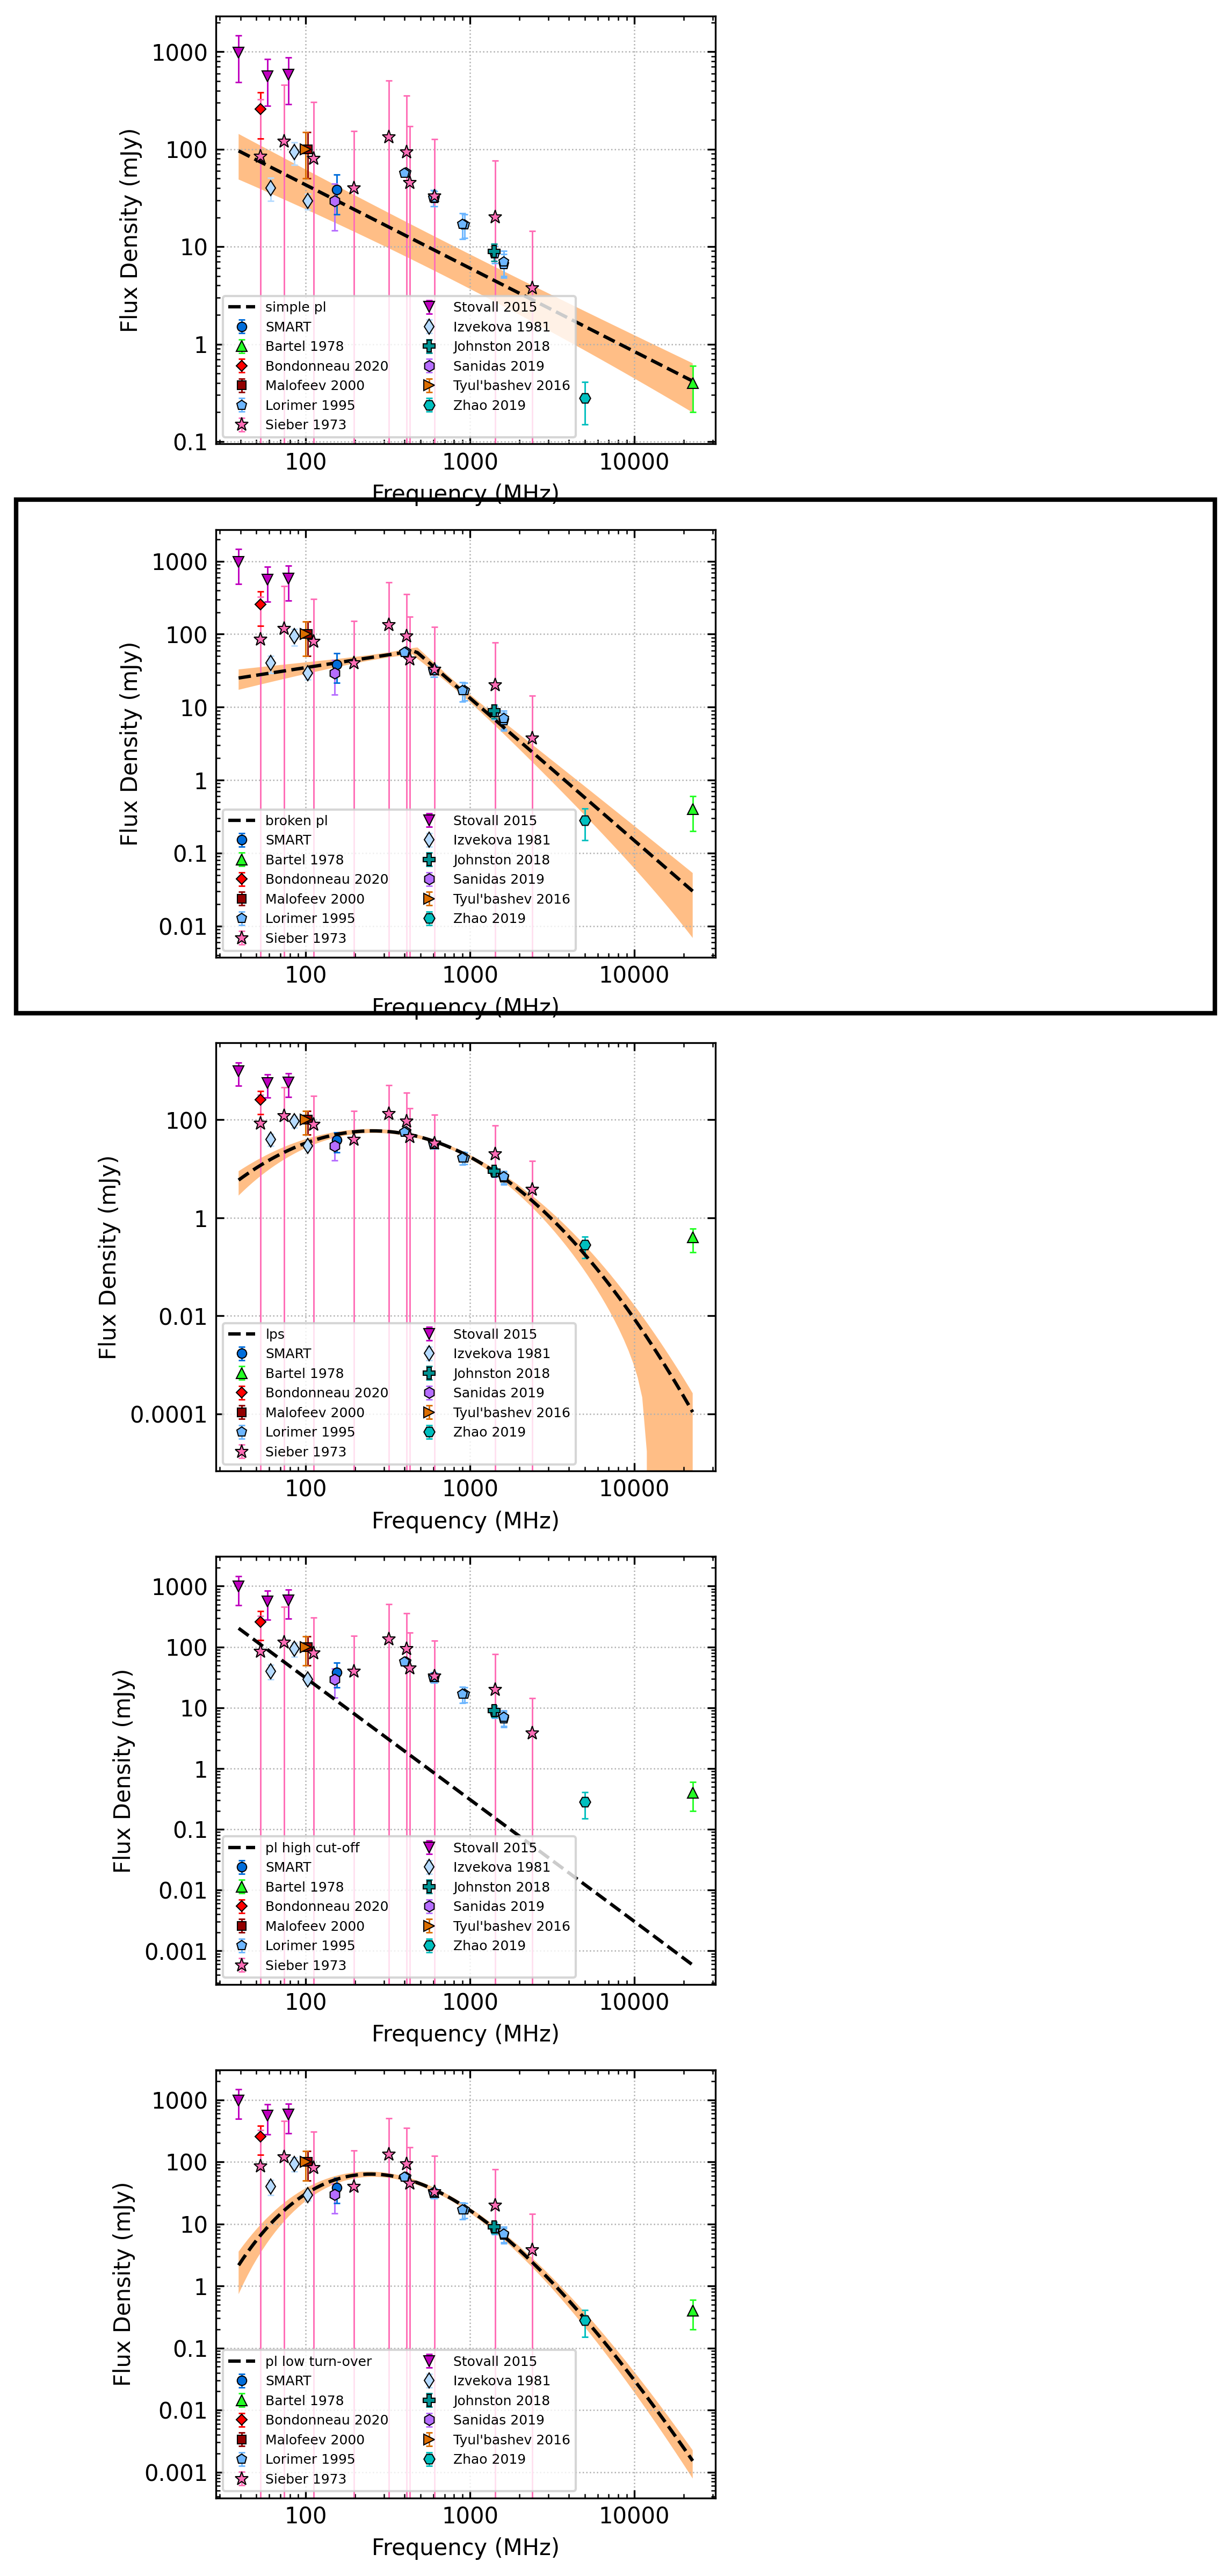 1000
100
10
1
0.1
Flux Density (mJy)
simple pl
SMART
Bartel 1978
Bondonneau 2020
Malofeev 2000
Lorimer 1995
Sieber 1973
Stovall 2015
Izvekova 1981
Johnston 2018
Sanidas 2019
Tyul'bashev 2016
Zhao 2019
100 1000 10000
Frequency (MHz)
1000
100
10
1
0.1
0.01
Flux Density (mJy)
broken pl
SMART
Bartel 1978
Bondonneau 2020
Malofeev 2000
Lorimer 1995
Sieber 1973
Stovall 2015
Izvekova 1981
Johnston 2018
Sanidas 2019
Tyul'bashev 2016
Zhao 2019
100 1000 10000
Frequency (MHz)
100
1
0.01
0.0001
Flux Density (mJy)
lps
SMART
Bartel 1978
Bondonneau 2020
Malofeev 2000
Lorimer 1995
Sieber 1973
Stovall 2015
Izvekova 1981
Johnston 2018
Sanidas 2019
Tyul'bashev 2016
Zhao 2019
100 1000 10000
Frequency (MHz)
1000
100
10
1
0.1
0.01
0.001
Flux Density (mJy)
pl high cut-off
SMART
Bartel 1978
Bondonneau 2020
Malofeev 2000
Lorimer 1995
Sieber 1973
Stovall 2015
Izvekova 1981
Johnston 2018
Sanidas 2019
Tyul'bashev 2016
Zhao 2019
100 1000 10000
Frequency (MHz)
1000
100
10
1
0.1
0.01
0.001
Flux Density (mJy)
pl low turn-over
SMART
Bartel 1978
Bondonneau 2020
Malofeev 2000
Lorimer 1995
Sieber 1973
Stovall 2015
Izvekova 1981
Johnston 2018
Sanidas 2019
Tyul'bashev 2016
Zhao 2019
100 1000 10000
Frequency (MHz)